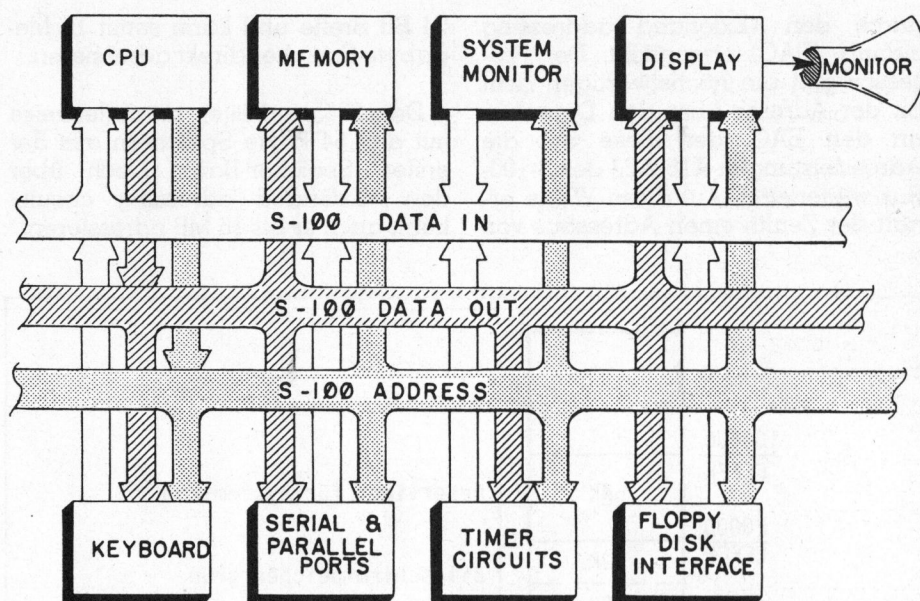 CPU
MEMORY
SYSTEM
MONITOR
DISPLAY
MONITOR
S-100 DATA IN
S-100 DATA OUT
S-100 ADDRESS
KEYBOARD
SERIAL &
PARALLEL
PORTS
TIMER
CIRCUITS
FLOPPY
DISK
INTERFACE